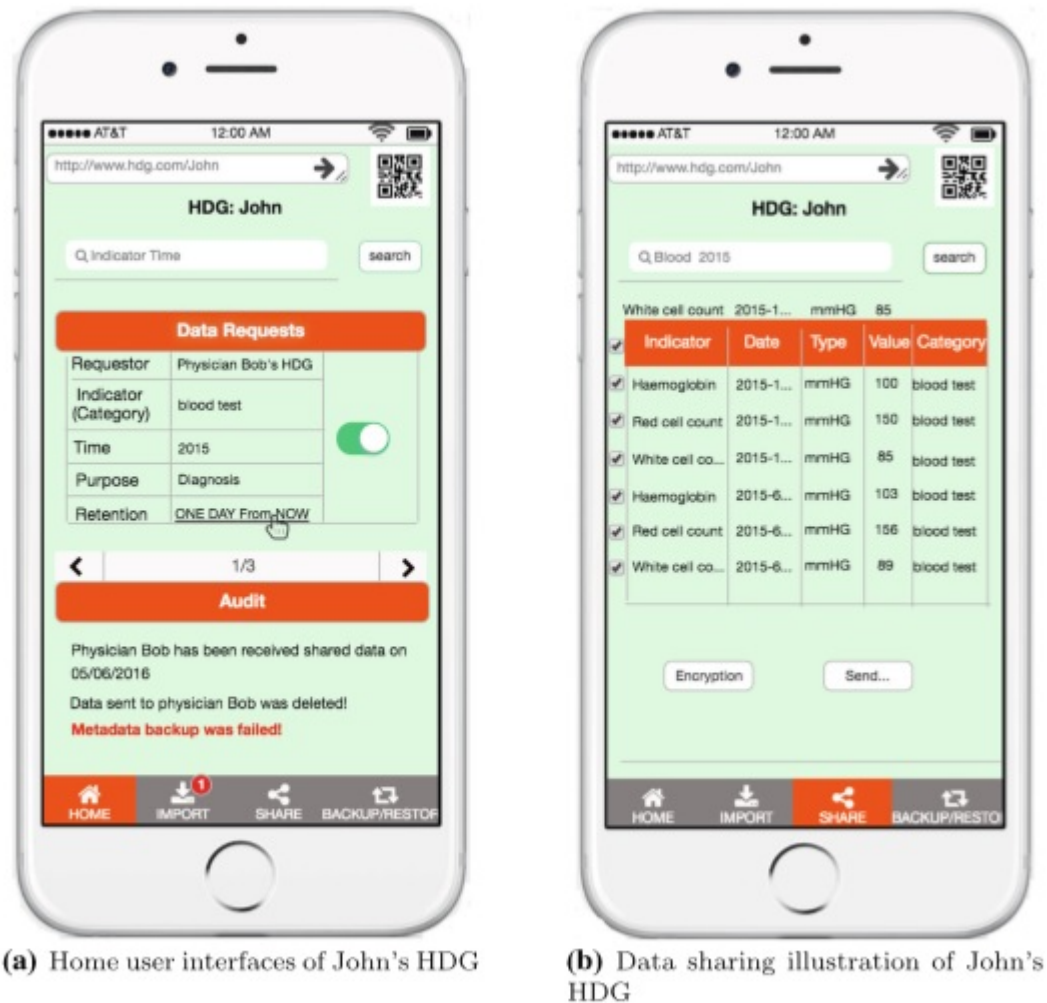 ●●●●● AT&T 12:00 AM
http://www.hdg.com/John
HDG: John
Indicator Time search
Data Requests
Requestor Physician Bob's HDG
Indicator
(Category) blood test
Time 2015
Purpose Diagnosis
Retention ONE DAY From NOW
1/3
Audit
Physician Bob has been received shared data on
05/06/2016
Data sent to physician Bob was deleted!
Metadata backup was failed!
1
HOME IMPORT SHARE BACKUP/RESTOR
(a) Home user interfaces of John's HDG
●●●●● AT&T 12:00 AM
http://www.hdg.com/John
HDG: John
Blood 2015 search
White cell count 2015-1... mmHG 85
Indicator Date Type Value Category
Haemoglobin 2015-1... mmHG 100 blood test
Red cell count 2015-1... mmHG 150 blood test
White cell co... 2015-1... mmHG 85 blood test
Haemoglobin 2015-6... mmHG 103 blood test
Red cell count 2015-6... mmHG 156 blood test
White cell co... 2015-6... mmHG 89 blood test
Encryption Send...
HOME IMPORT SHARE BACKUP/RESTO
(b) Data sharing illustration of John's
HDG